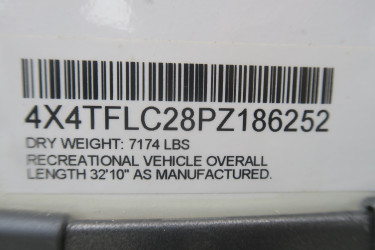 4X4TFLC28PZ186252
DRY WEIGHT: 7174 LBS
RECREATIONAL VEHICLE OVERALL
LENGTH 32'10" AS MANUFACTURED.